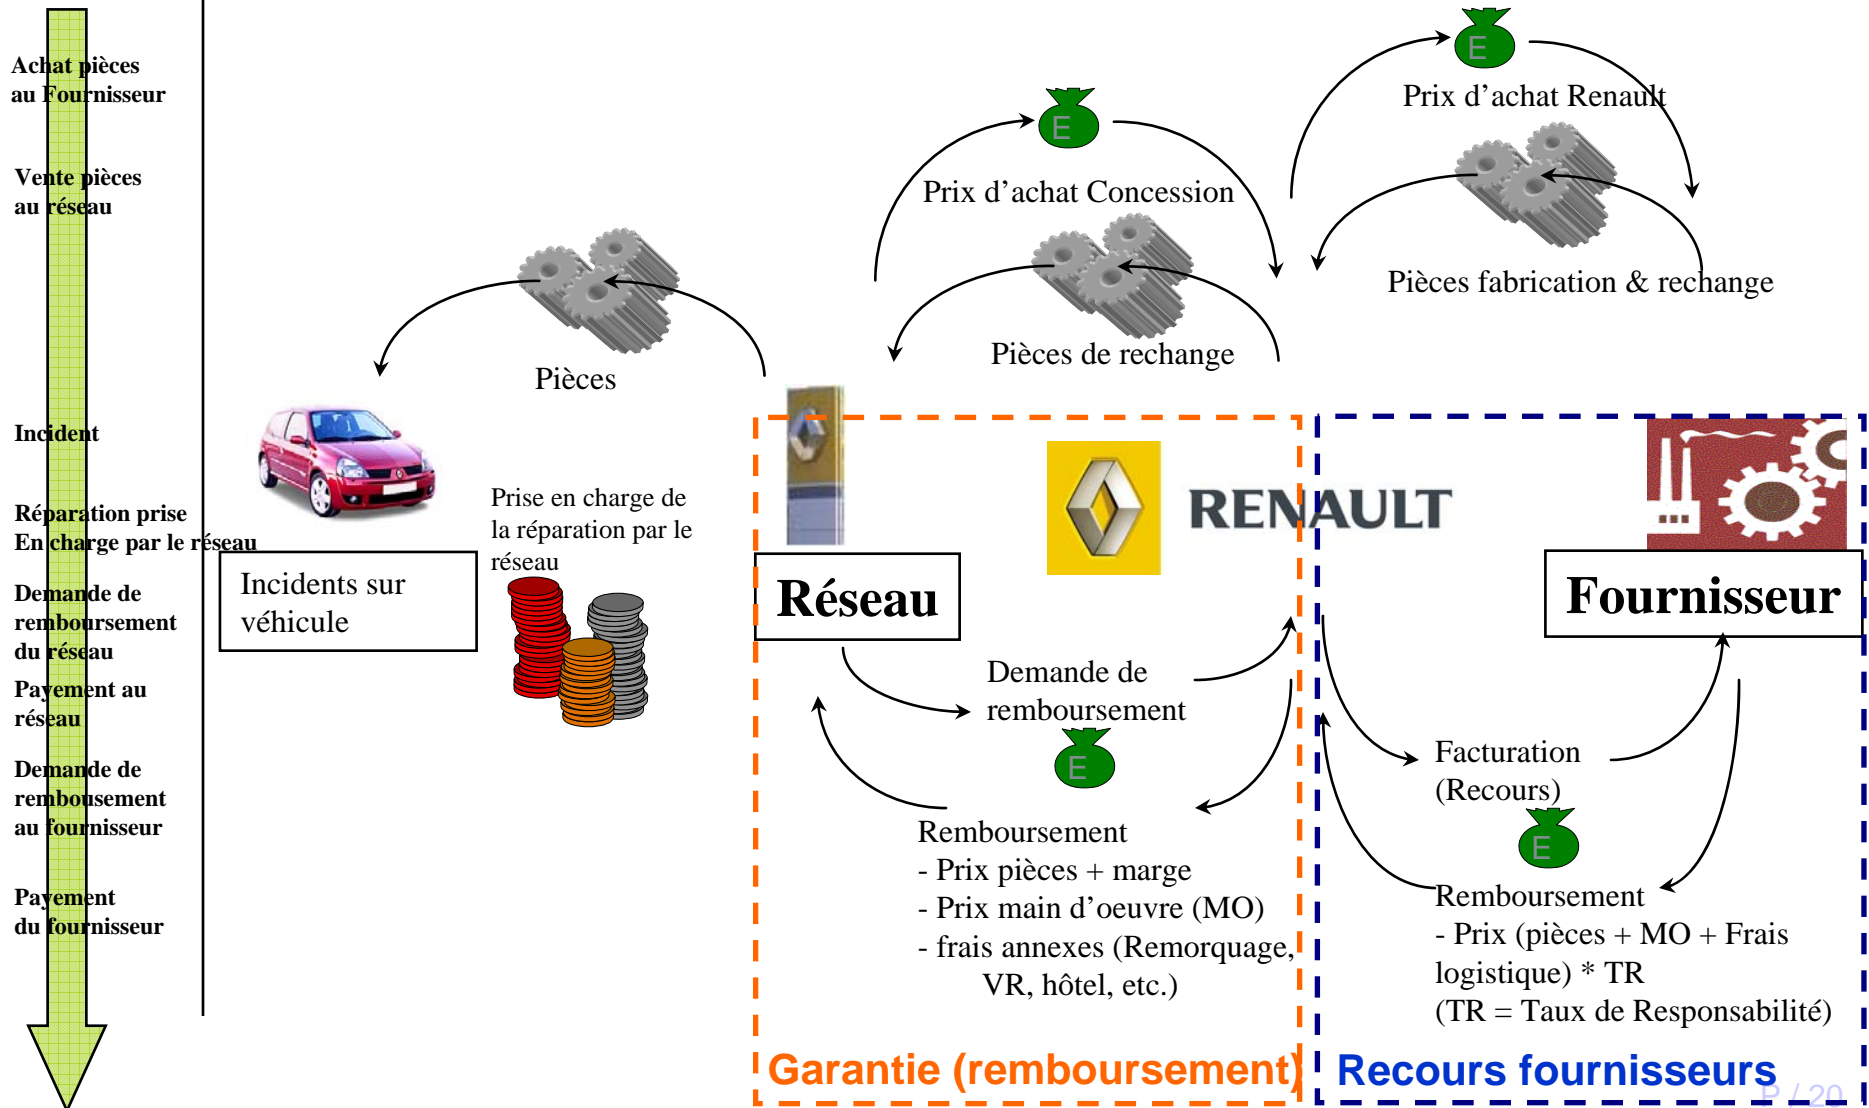 Achat pièces
au Fournisseur
Vente pièces
au réseau
Incident
Réparation prise
En charge par le réseau
Demande de
remboursement
du réseau
Payement au
réseau
Demande de
rembousement
au fournisseur
Payement
du fournisseur
E
Prix d'achat Renault
E
Prix d'achat Concession
Pièces fabrication & rechange
Pièces de rechange
Pièces
Prise en charge de
la réparation par le
réseau
RENAULT
Incidents sur
véhicule
Réseau
Fournisseur
Demande de
remboursement
E
Remboursement
- Prix pièces + marge
- Prix main d'oeuvre (MO)
- frais annexes (Remorquage,
VR, hôtel, etc.)
Facturation
(Recours)
E
Remboursement
- Prix (pièces + MO + Frais
logistique) * TR
(TR = Taux de Responsabilité)
Garantie (remboursement)
Recours fournisseurs
P / 20